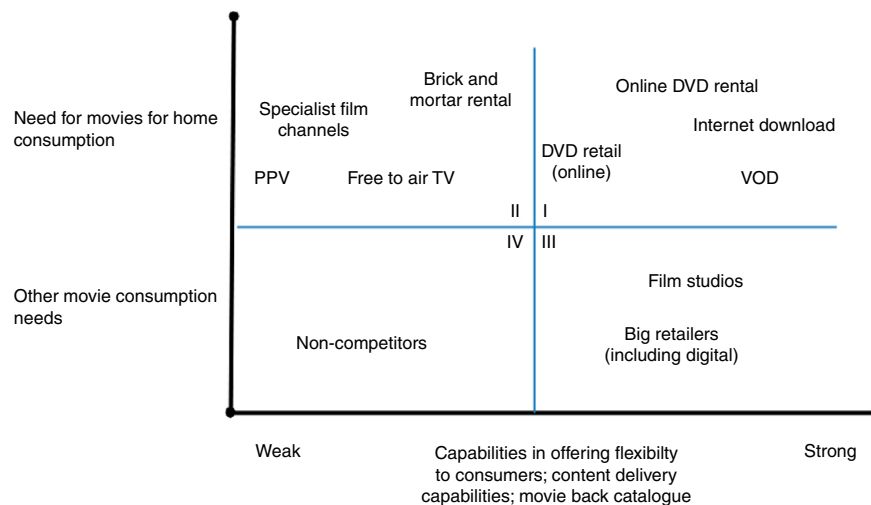 Need for movies for home
consumption
Specialist film
channels
Brick and
mortar rental
Online DVD rental
Internet download
DVD retail
(online)
PPV
Free to air TV
VOD
II
I
IV
III
Other movie consumption
needs
Film studios
Non-competitors
Big retailers
(including digital)
Weak
Capabilities in offering flexibilty
to consumers; content delivery
capabilities; movie back catalogue
Strong